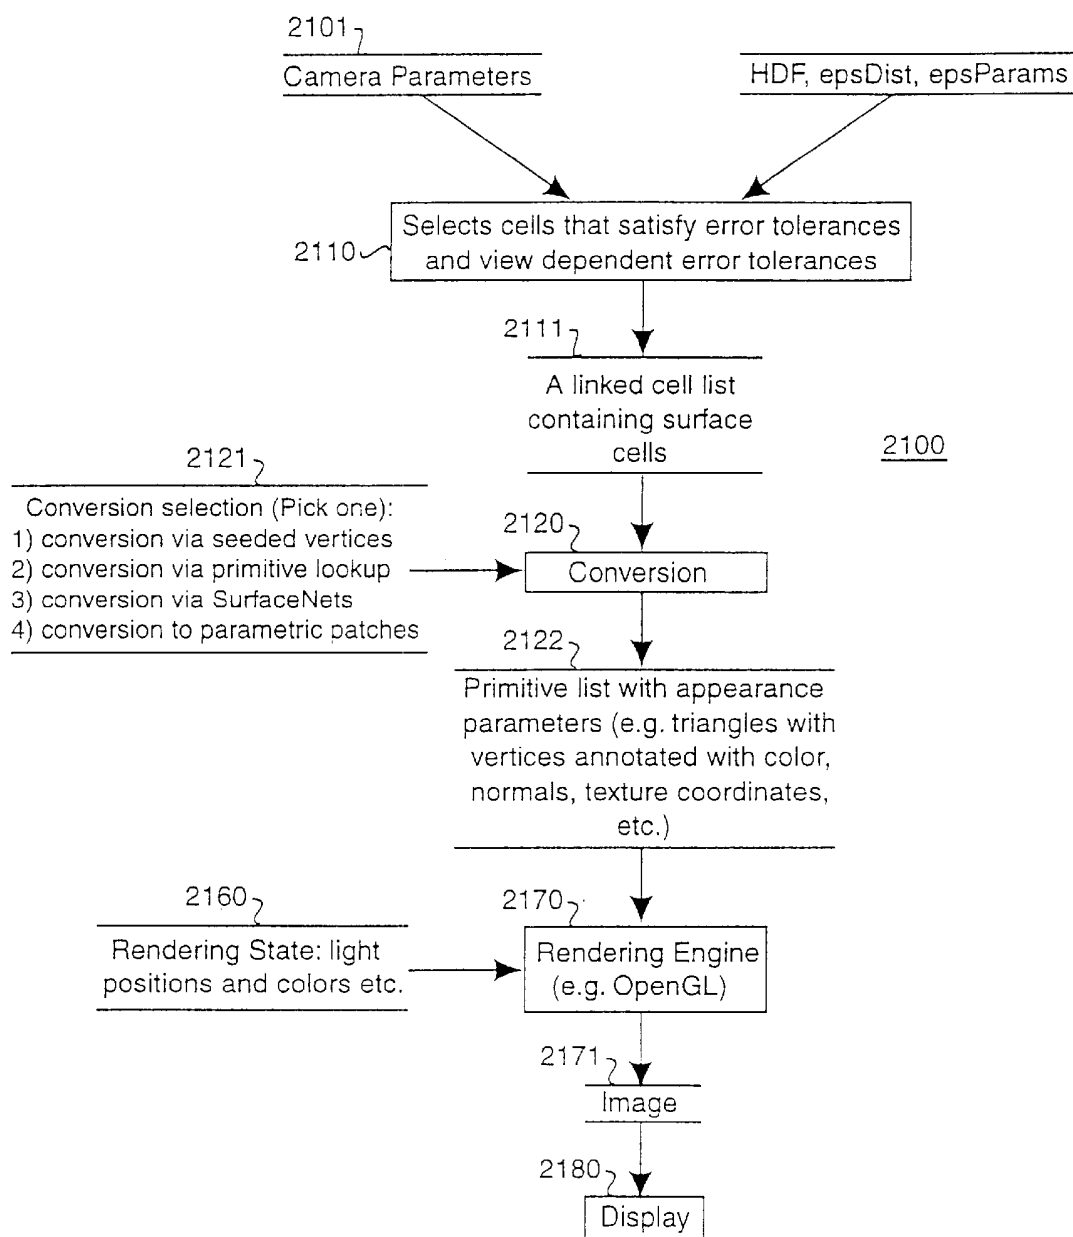 2101
Camera Parameters
HDF, epsDist, epsParams
Selects cells that satisfy error tolerances
2110
and view dependent error tolerances
2111
A linked cell list
containing surface
cells
2100
2121
Conversion selection (Pick one):
1) conversion via seeded vertices
2) conversion via primitive lookup
3) conversion via SurfaceNets
4) conversion to parametric patches
2120
Conversion
2122
Primitive list with appearance
parameters (e.g. triangles with
vertices annotated with color,
normals, texture coordinates,
etc.)
2160
Rendering State: light
positions and colors etc.
2170
Rendering Engine
(e.g. OpenGL)
2171
Image
2180
Display